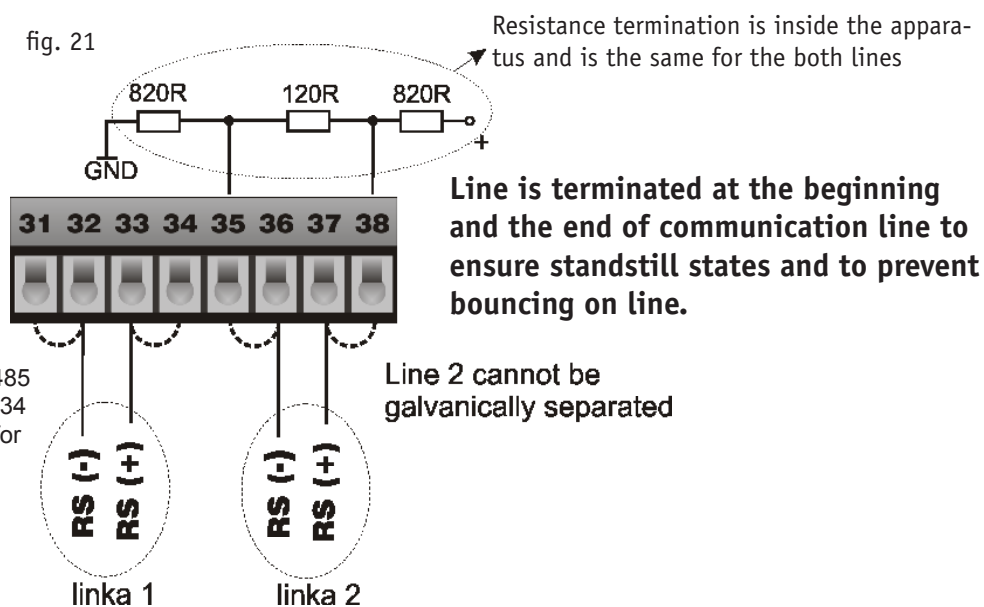 fig. 21
Resistance termination is inside the appara-
tus and is the same for the both lines
820R 120R 820R
+
GND
Line is terminated at the beginning
and the end of communication line to
ensure standstill states and to prevent
bouncing on line.
31 32 33 34 35 36 37 38
Line 2 cannot be
galvanically separated
485
34
or
RS (-) RS (+) RS (-) RS (+)
linka 1 linka 2